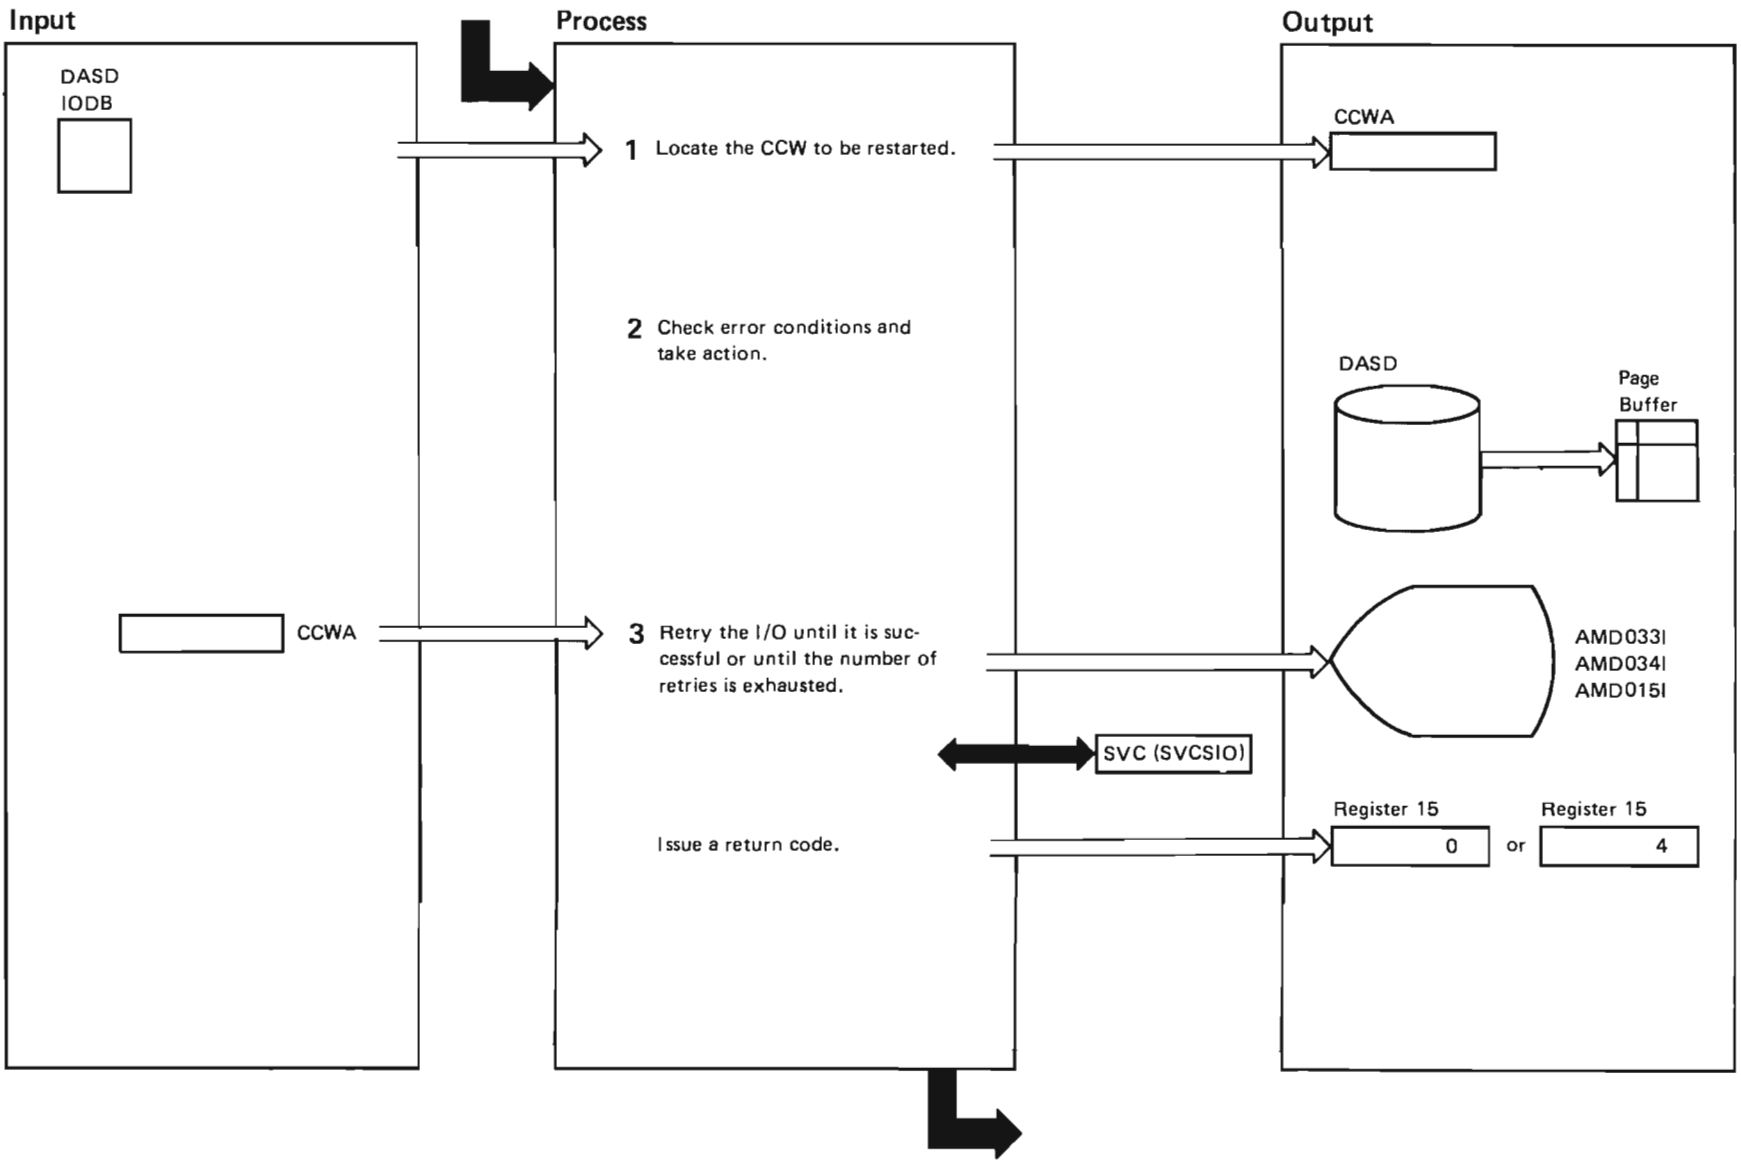 Input
Process
Output
DASD
IODB
1 Locate the CCW to be restarted.
CCWA
2 Check error conditions and
take action.
DASD
Page
Buffer
CCWA
3 Retry the I/O until it is suc-
cessful or until the number of
retries is exhausted.
AMD033I
AMD034I
AMD015I
SVC (SVCSIO)
Issue a return code.
Register 15
0
or
Register 15
4